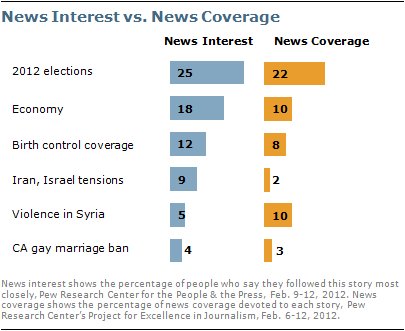 News Interest vs. News Coverage
News Interest News Coverage
2012 elections 25 22
Economy 18 10
Birth control coverage 12 8
Iran, Israel tensions 9 2
Violence in Syria 5 10
CA gay marriage ban 4 3
News interest shows the percentage of people who say they followed this story most
closely, Pew Research Center for the People & the Press, Feb. 9-12, 2012. News
coverage shows the percentage of news coverage devoted to each story, Pew
Research Center's Project for Excellence in Journalism, Feb. 6-12, 2012.